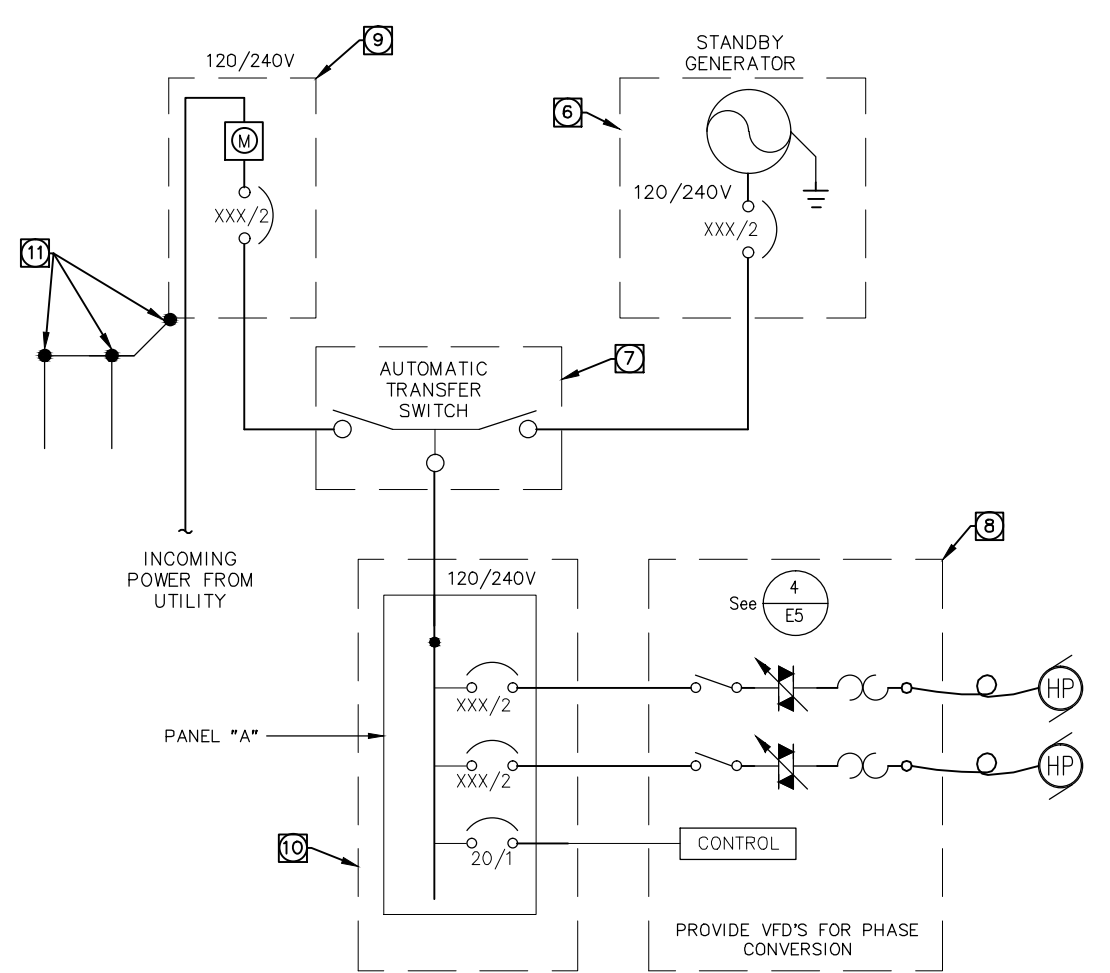 9
120/240V
STANDBY
GENERATOR
6
M
120/240V
XXX/2
XXX/2
11
7
AUTOMATIC
TRANSFER
SWITCH
8
INCOMING
POWER FROM
UTILITY
120/240V
See 4
E5
XXX/2
HP
PANEL "A"
XXX/2
HP
10
20/1
CONTROL
PROVIDE VFD'S FOR PHASE
CONVERSION